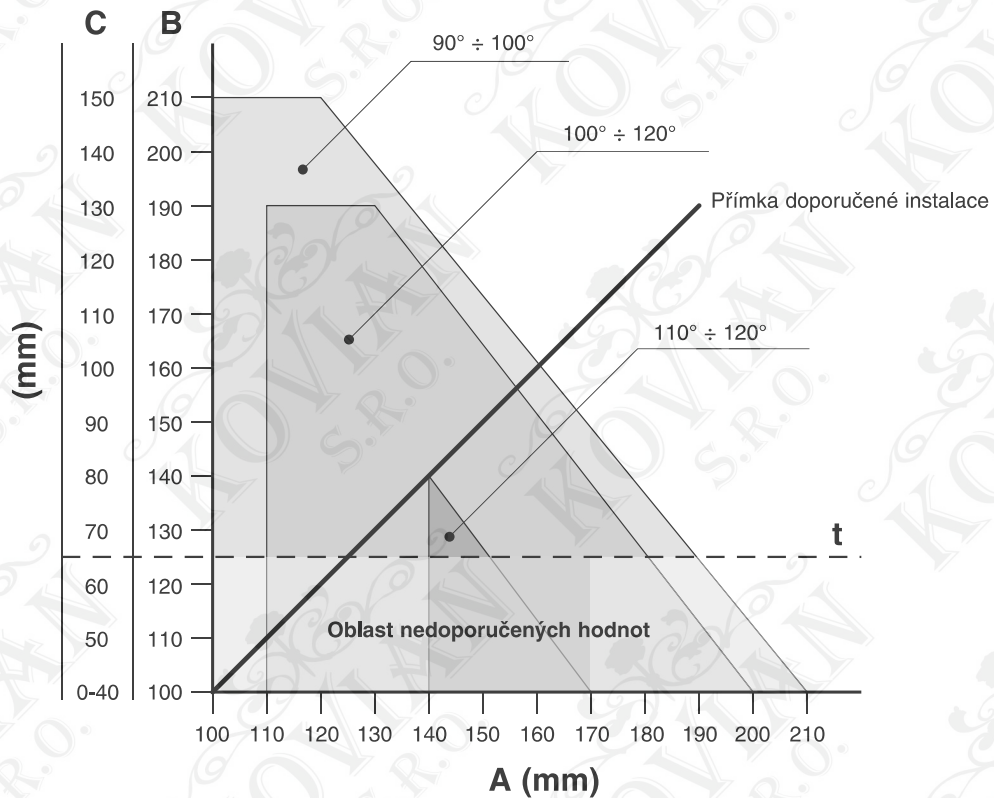 C B
90° ÷ 100°
100° ÷ 120°
Přímka doporučené instalace
110° ÷ 120°
(mm)
150 210
140 200
130 190
120 180
110 170
100 160
90 150
80 140
70 130
t
60 120
50 110
0-40 100
Oblast nedoporučených hodnot
100 110 120 130 140 150 160 170 180 190 200 210
A (mm)
KOVIAN
S.R.O.